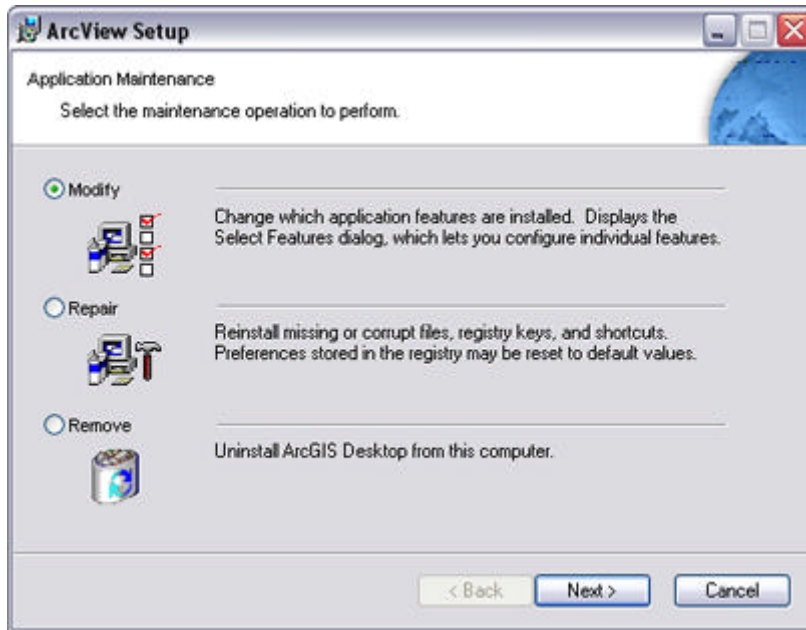 ArcView Setup
Application Maintenance
Select the maintenance operation to perform.
Modify
Change which application features are installed. Displays the
Select Features dialog, which lets you configure individual features.
Repair
Reinstall missing or corrupt files, registry keys, and shortcuts.
Preferences stored in the registry may be reset to default values.
Remove
Uninstall ArcGIS Desktop from this computer.
< Back
Next >
Cancel